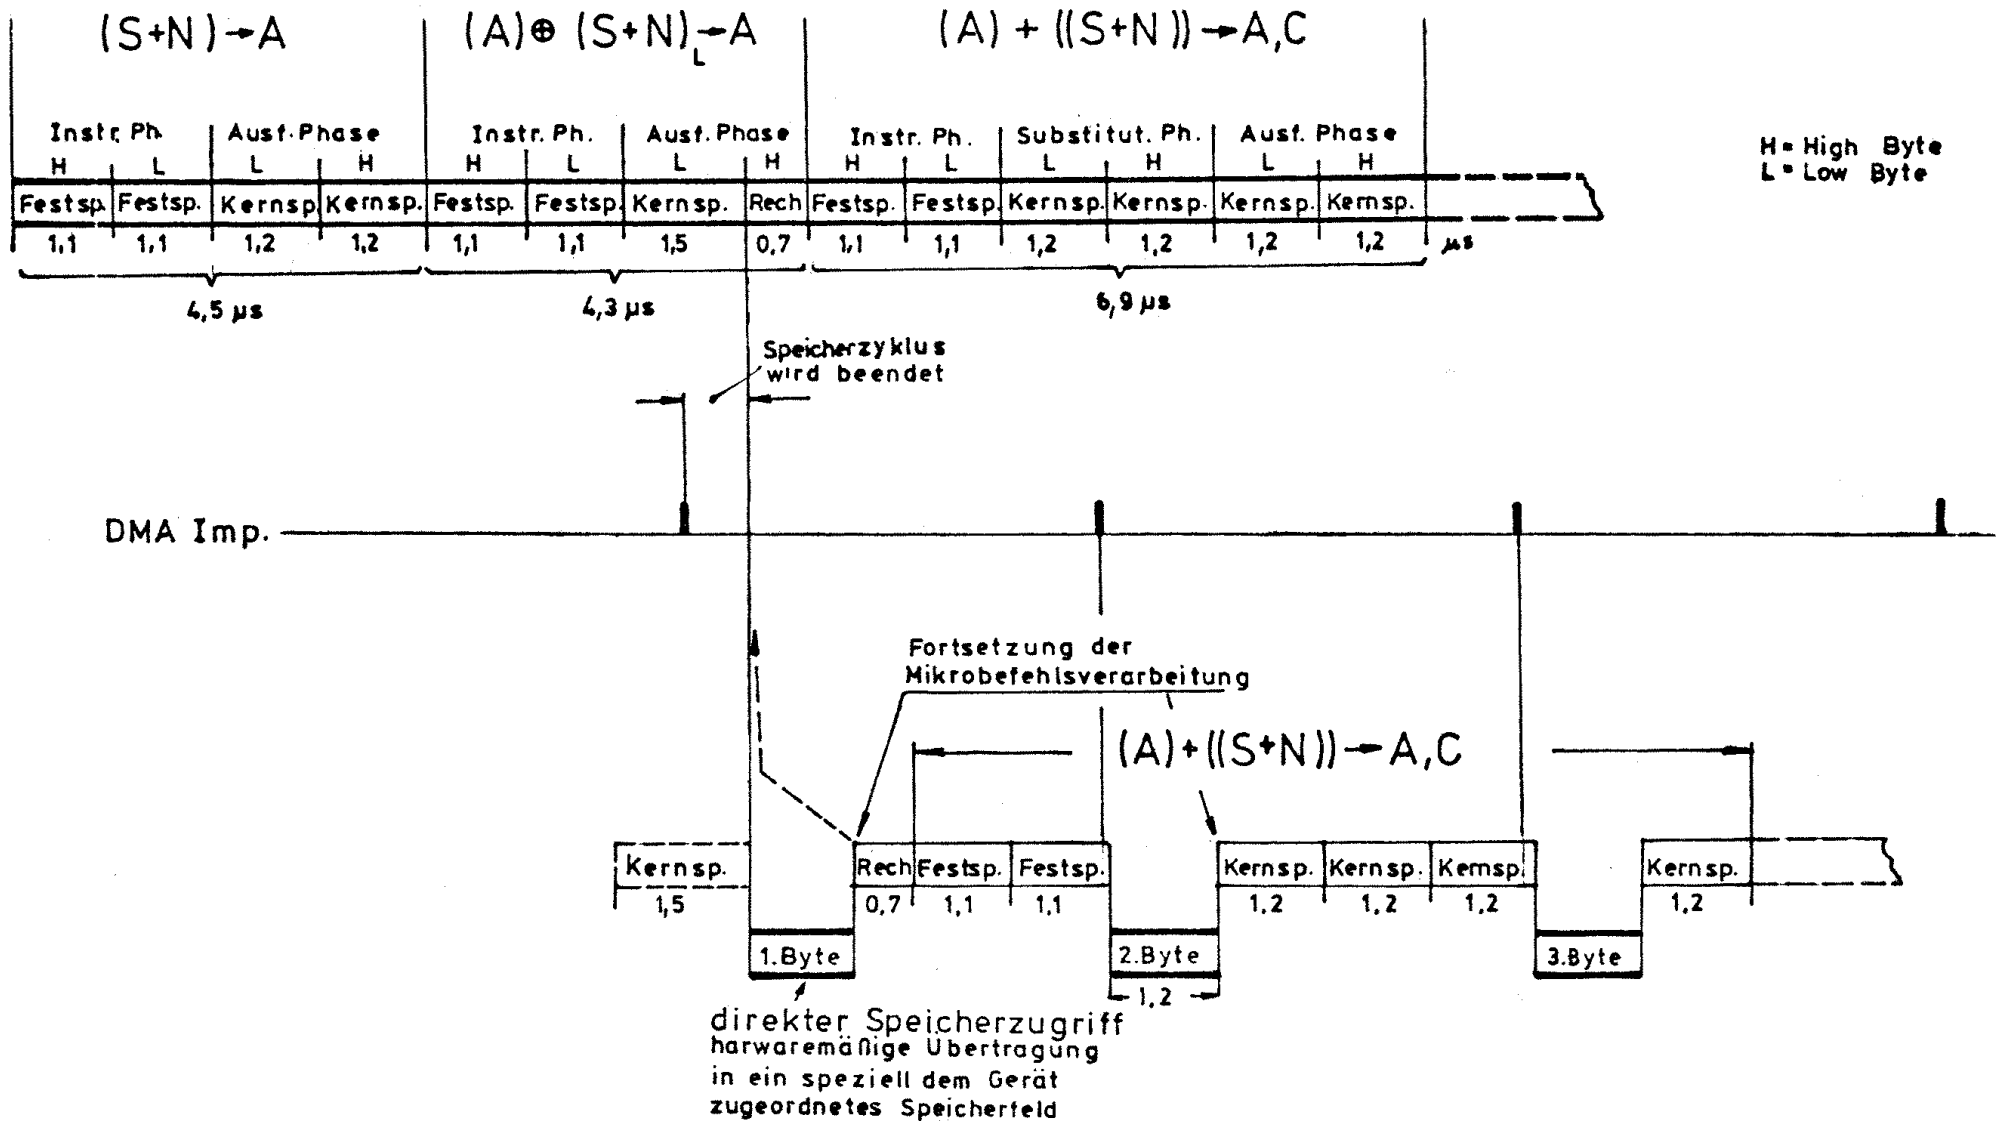 (S+N)→A (A)⊕(S+N)L→A (A)+((S+N))→A,C
Instr. Ph. Ausf. Phase Instr. Ph. Ausf. Phase Instr. Ph. Substitut. Ph. Ausf. Phase
H = High Byte
H L L H H L L H H L L H L H
L = Low Byte
Festsp. Festsp. Kernsp. Kernsp. Festsp. Festsp. Kernsp. Rech Festsp. Festsp. Kernsp. Kernsp. Kernsp. Kernsp.
1,1 1,1 1,2 1,2 1,1 1,1 1,5 0,7 1,1 1,1 1,2 1,2 1,2 1,2 µs
4,5 µs 4,3 µs 6,9 µs
Speicherzyklus
wird beendet
DMA Imp.
Fortsetzung der
Mikrobefehlsverarbeitung
(A)+((S+N))→A,C
Kernsp. Rech Festsp. Festsp. Kernsp. Kernsp. Kernsp. Kernsp.
1,5 0,7 1,1 1,1 1,2 1,2 1,2 1,2
1.Byte 2.Byte 3.Byte
1,2
direkter Speicherzugriff
harwaremäßige Übertragung
in ein speziell dem Gerät
zugeordnetes Speicherfeld